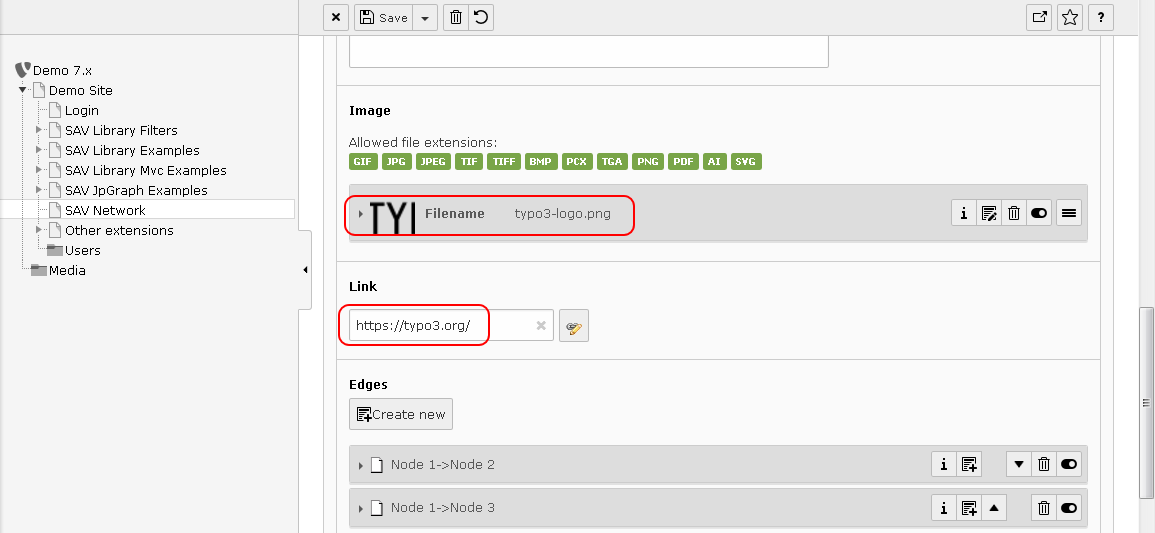 Save
?
Demo 7.x
Demo Site
Login
SAV Library Filters
SAV Library Examples
SAV Library Mvc Examples
SAV JpGraph Examples
SAV Network
Other extensions
Users
Media
Image
Allowed file extensions:
GIF JPG JPEG TIF TIFF BMP PCX TGA PNG PDF AI SVG
TYI Filename typo3-logo.png
Link
https://typo3.org/
Edges
Create new
Node 1->Node 2
Node 1->Node 3